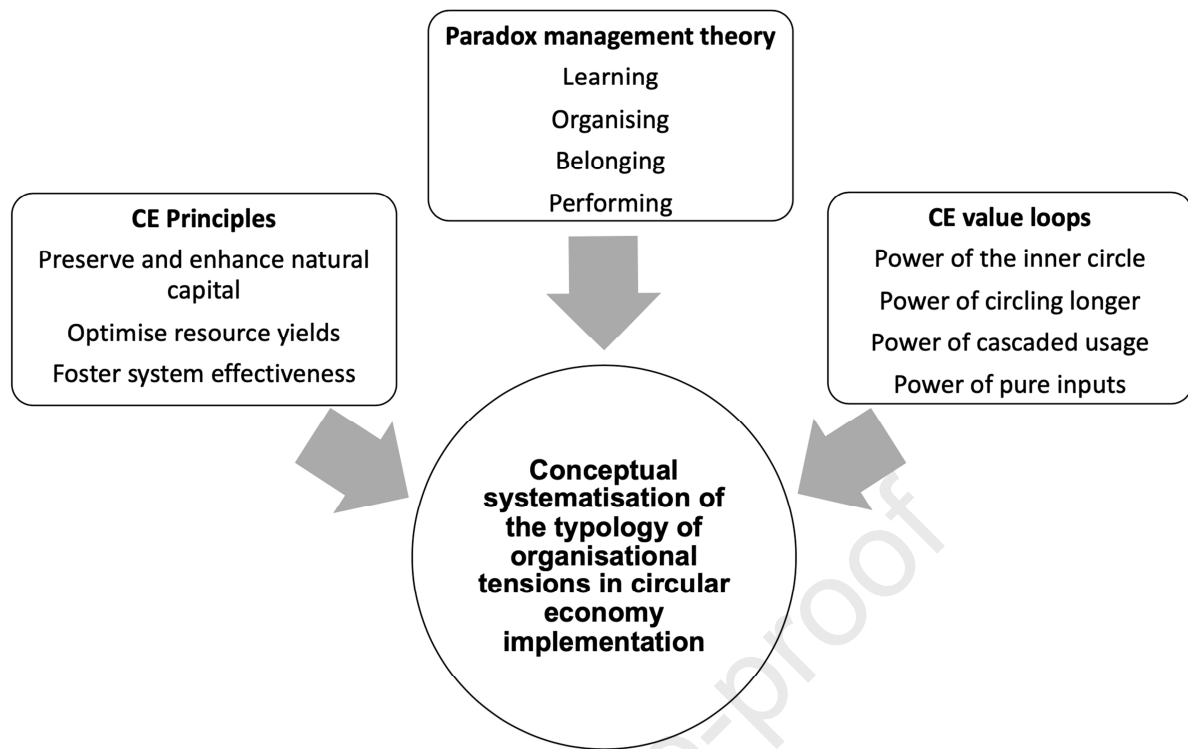 Paradox management theory
Learning
Organising
Belonging
Performing
CE Principles
Preserve and enhance natural
capital
Optimise resource yields
Foster system effectiveness
CE value loops
Power of the inner circle
Power of circling longer
Power of cascaded usage
Power of pure inputs
Conceptual
systematisation of
the typology of
organisational
tensions in circular
economy
implementation
-proof